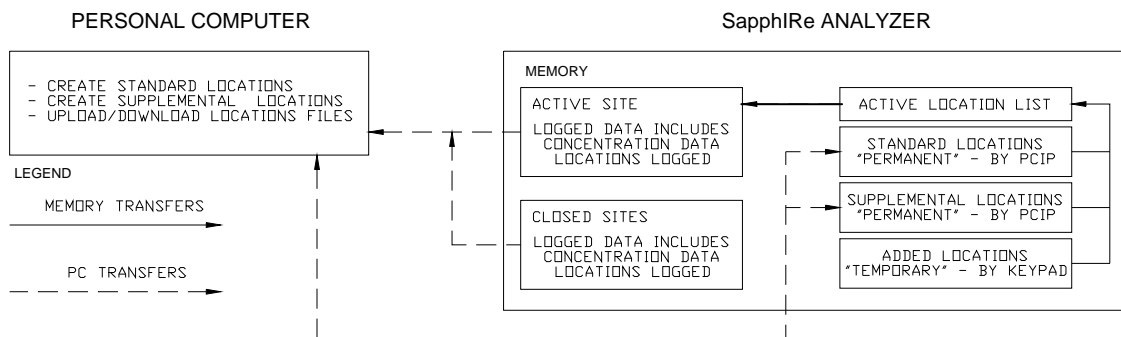 PERSONAL COMPUTER
- CREATE STANDARD LOCATIONS
- CREATE SUPPLEMENTAL LOCATIONS
- UPLOAD/DOWNLOAD LOCATIONS FILES
LEGEND
MEMORY TRANSFERS
PC TRANSFERS
SapphIRe ANALYZER
MEMORY
ACTIVE SITE
LOGGED DATA INCLUDES
CONCENTRATION DATA
LOCATIONS LOGGED
CLOSED SITES
LOGGED DATA INCLUDES
CONCENTRATION DATA
LOCATIONS LOGGED
ACTIVE LOCATION LIST
STANDARD LOCATIONS
"PERMANENT" - BY PCIP
SUPPLEMENTAL LOCATIONS
"PERMANENT" - BY PCIP
ADDED LOCATIONS
"TEMPORARY" - BY KEYPAD